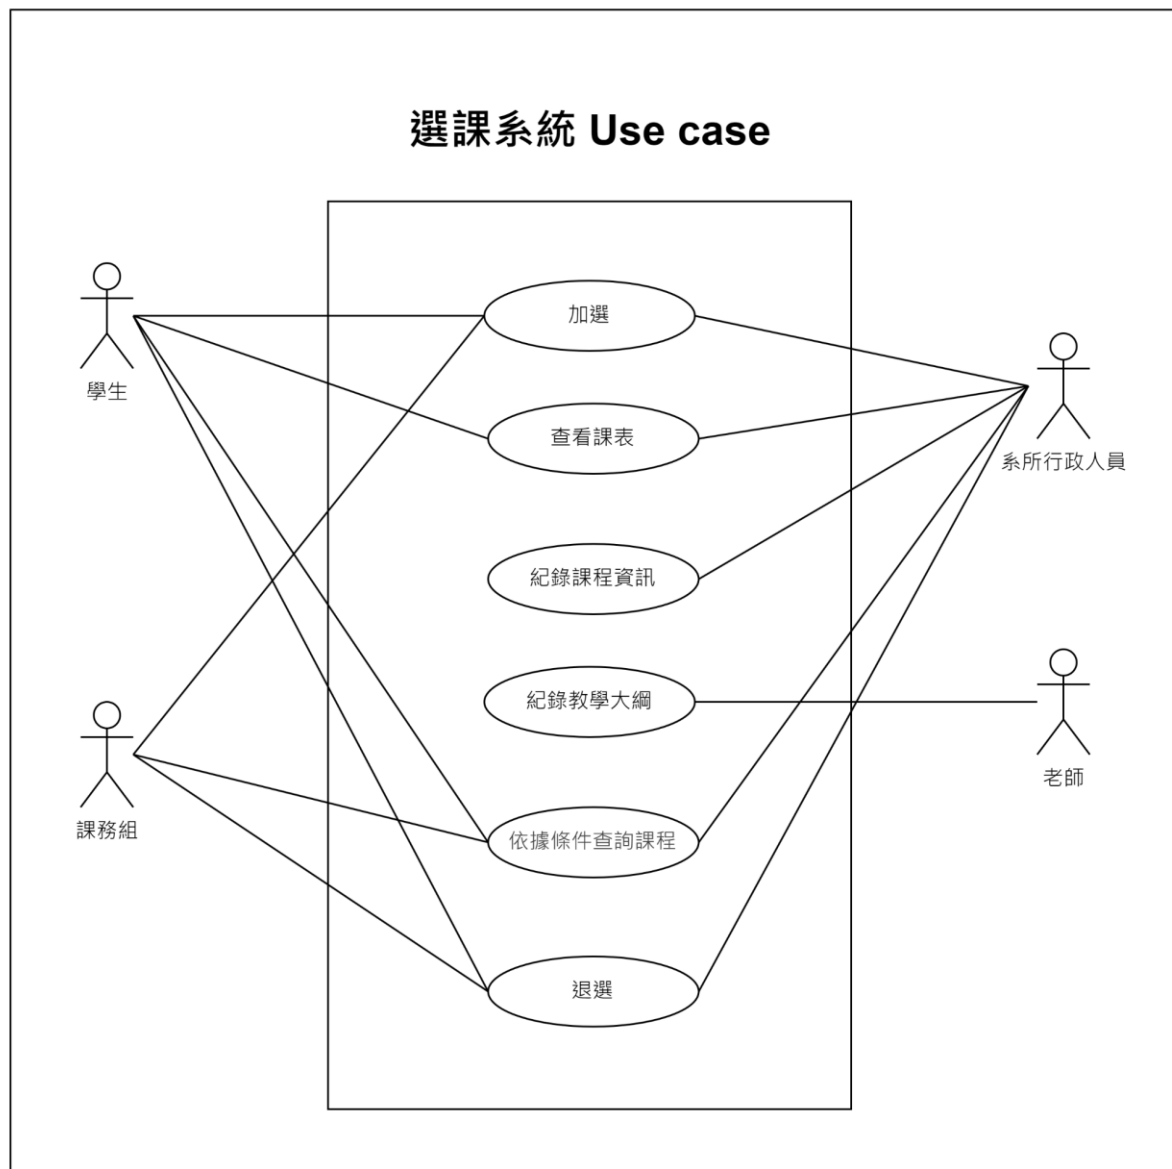 選課系統 Use case
加選
學生
查看課表
系所行政人員
紀錄課程資訊
紀錄教學大綱
老師
課務組
依據條件查詢課程
退選